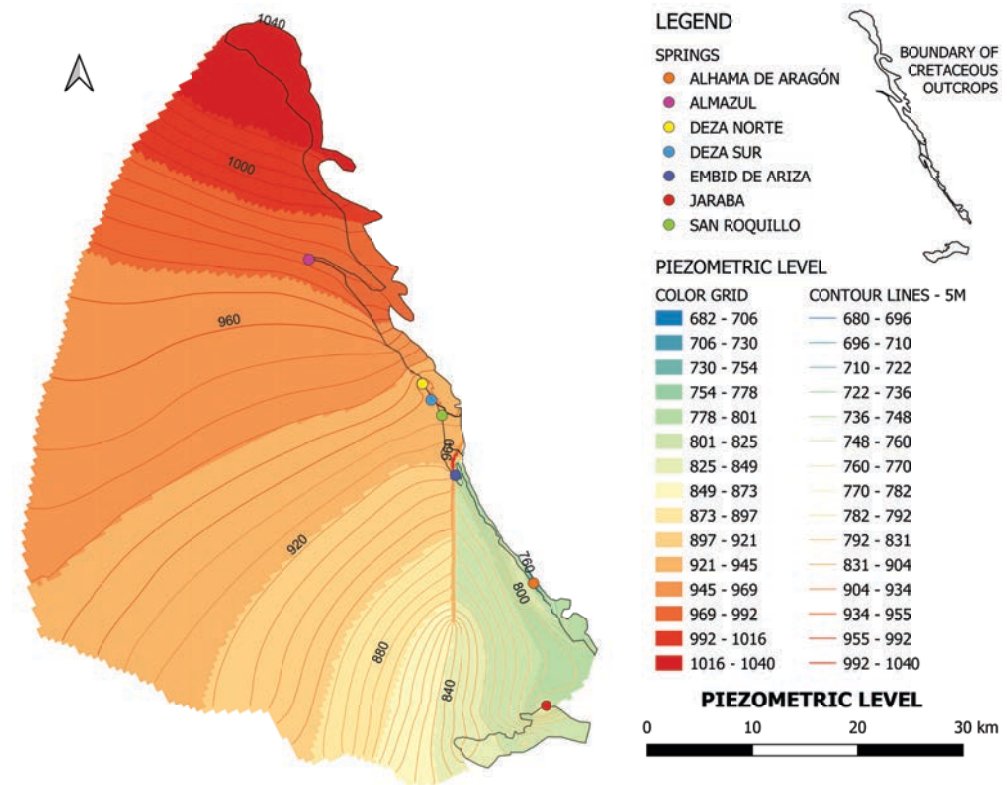 1040
1000
960
960
920
880
840
760
800
LEGEND
SPRINGS
ALHAMA DE ARAGÓN
ALMAZUL
DEZA NORTE
DEZA SUR
EMBID DE ARIZA
JARABA
SAN ROQUILLO
BOUNDARY OF
CRETACEOUS
OUTCROPS
PIEZOMETRIC LEVEL
COLOR GRID
682 - 706
706 - 730
730 - 754
754 - 778
778 - 801
801 - 825
825 - 849
849 - 873
873 - 897
897 - 921
921 - 945
945 - 969
969 - 992
992 - 1016
1016 - 1040
CONTOUR LINES - 5M
680 - 696
696 - 710
710 - 722
722 - 736
736 - 748
748 - 760
760 - 770
770 - 782
782 - 792
792 - 831
831 - 904
904 - 934
934 - 955
955 - 992
992 - 1040
PIEZOMETRIC LEVEL
0 10 20 30 km